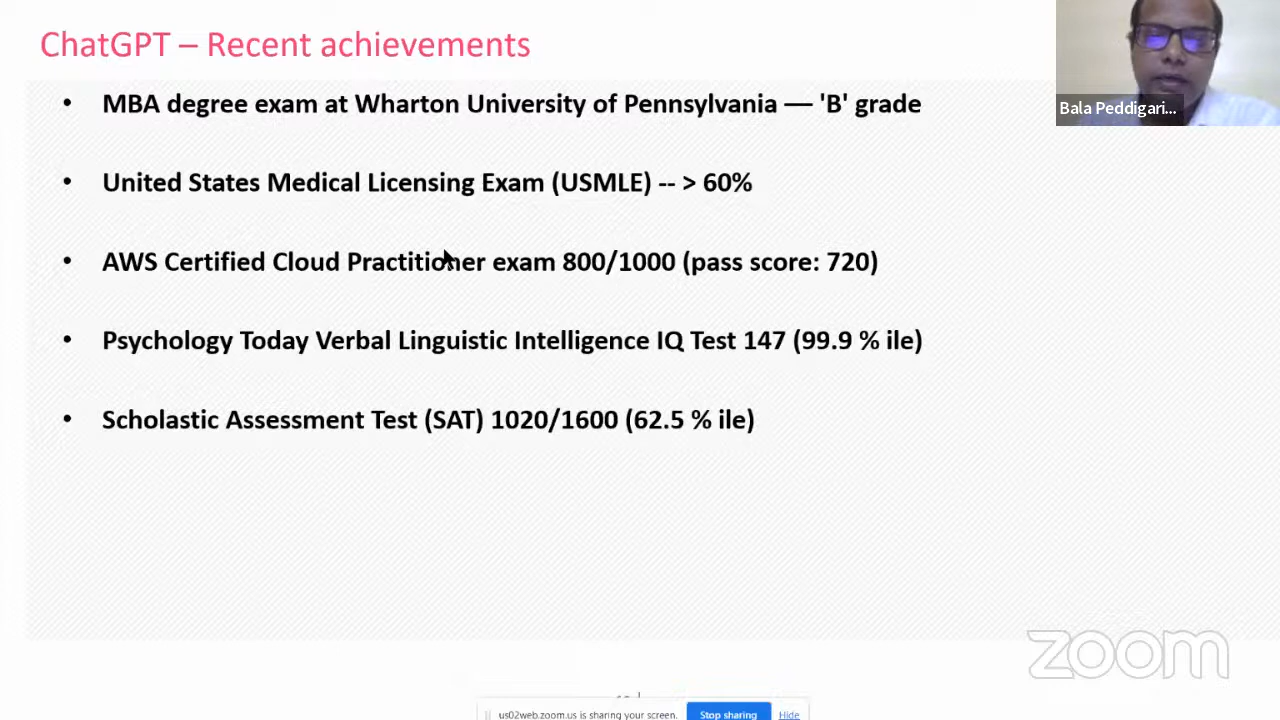 ChatGPT – Recent achievements
• MBA degree exam at Wharton University of Pennsylvania — 'B' grade
• United States Medical Licensing Exam (USMLE) -- > 60%
• AWS Certified Cloud Practitioner exam 800/1000 (pass score: 720)
• Psychology Today Verbal Linguistic Intelligence IQ Test 147 (99.9 % ile)
• Scholastic Assessment Test (SAT) 1020/1600 (62.5 % ile)
Bala Peddigari...
zoom
us02web.zoom.us is sharing your screen. Stop sharing Hide